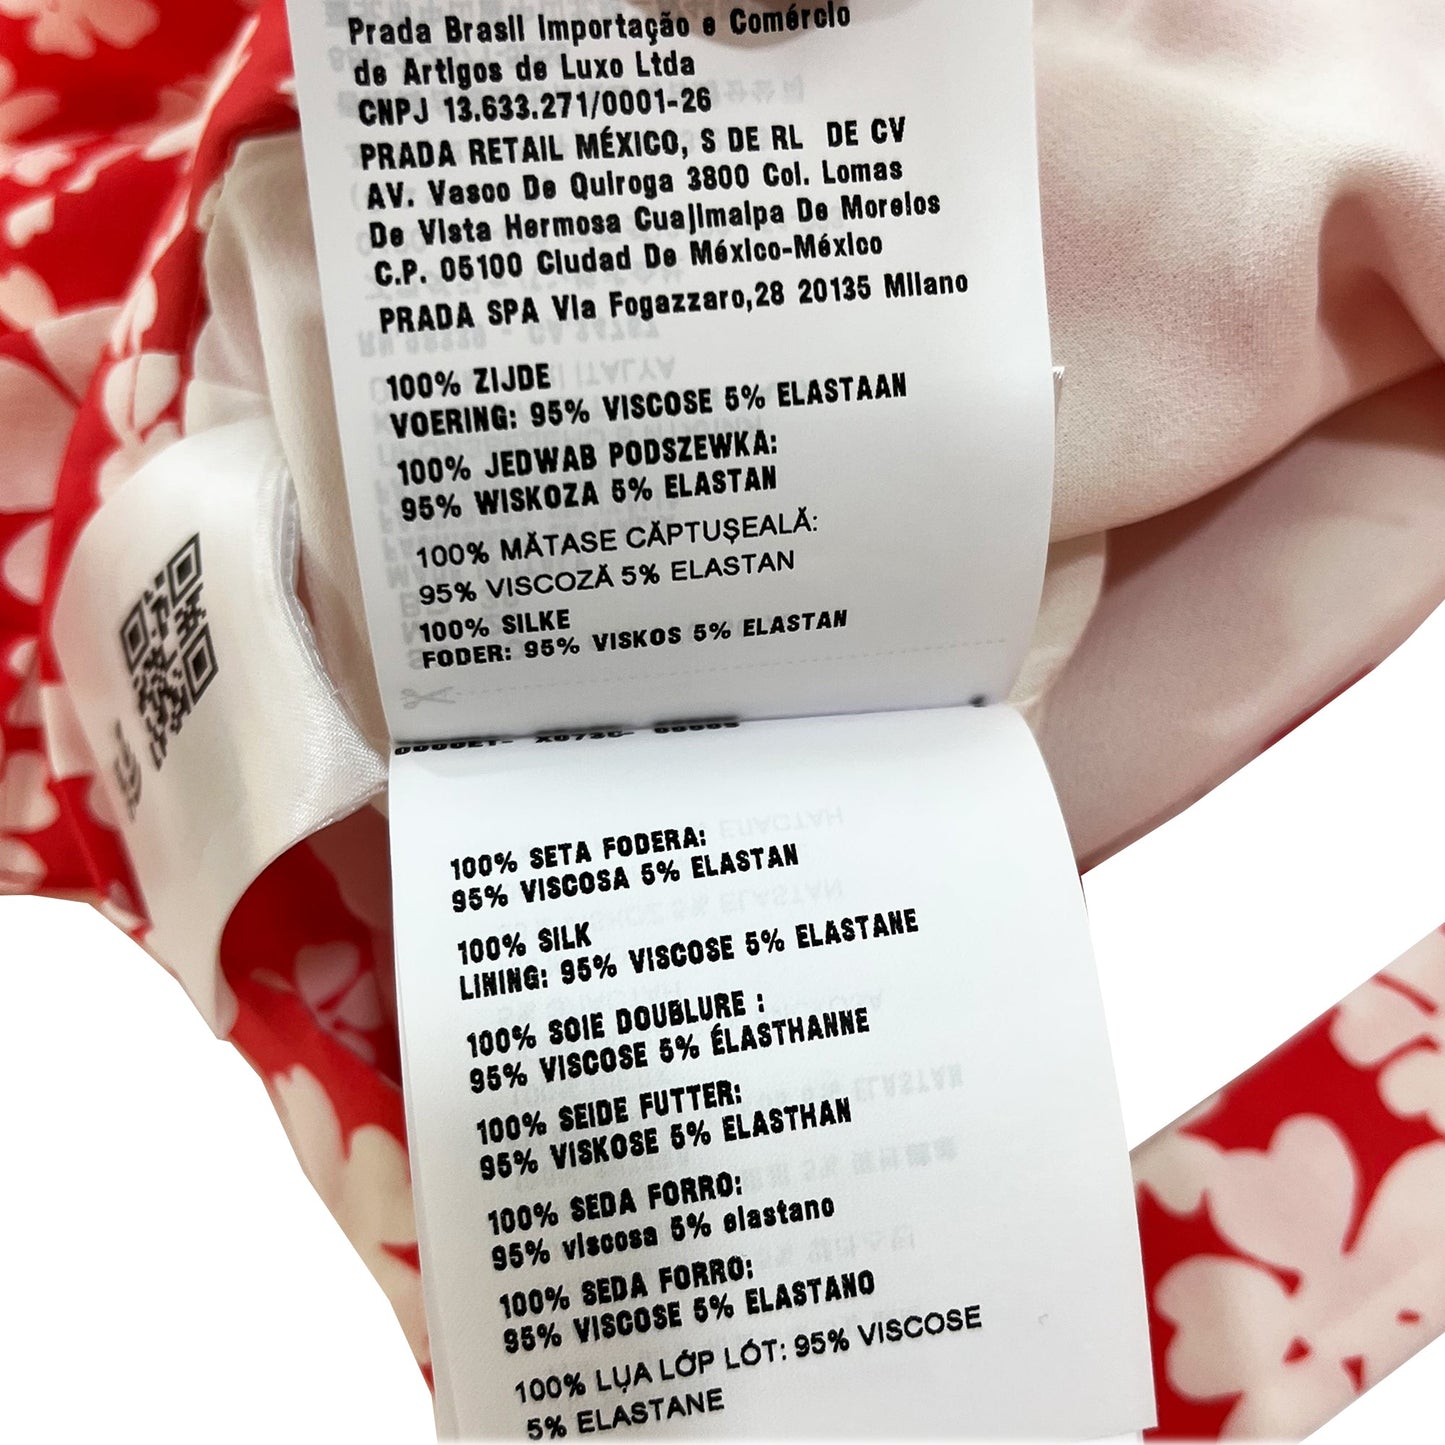 Prada Brasil Importação e Comércio
de Artigos de Luxo Ltda
CNPJ 13.633.271/0001-26
PRADA RETAIL MÉXICO, S DE RL DE CV
AV. Vasco De Quiroga 3800 Col. Lomas
De Vista Hermosa Cuajimalpa De Morelos
C.P. 05100 Ciudad De México-México
PRADA SPA Via Fogazzaro,28 20135 Milano
100% ZIJDE
VOERING: 95% VISCOSE 5% ELASTAAN
100% JEDWAB PODSZEWKA:
95% WISKOZA 5% ELASTAN
100% MĂTASE CĂPTUȘEALĂ:
95% VISCOZĂ 5% ELASTAN
100% SILKE
FODER: 95% VISKOS 5% ELASTAN
100% SETA FODERA:
95% VISCOSA 5% ELASTAN
100% SILK
LINING: 95% VISCOSE 5% ELASTANE
100% SOIE DOUBLURE :
95% VISCOSE 5% ÉLASTHANNE
100% SEIDE FUTTER:
95% VISKOSE 5% ELASTHAN
100% SEDA FORRO:
95% viscosa 5% elastano
100% SEDA FORRO:
95% VISCOSE 5% ELASTANO
100% LỤA LỚP LÓT: 95% VISCOSE
5% ELASTANE